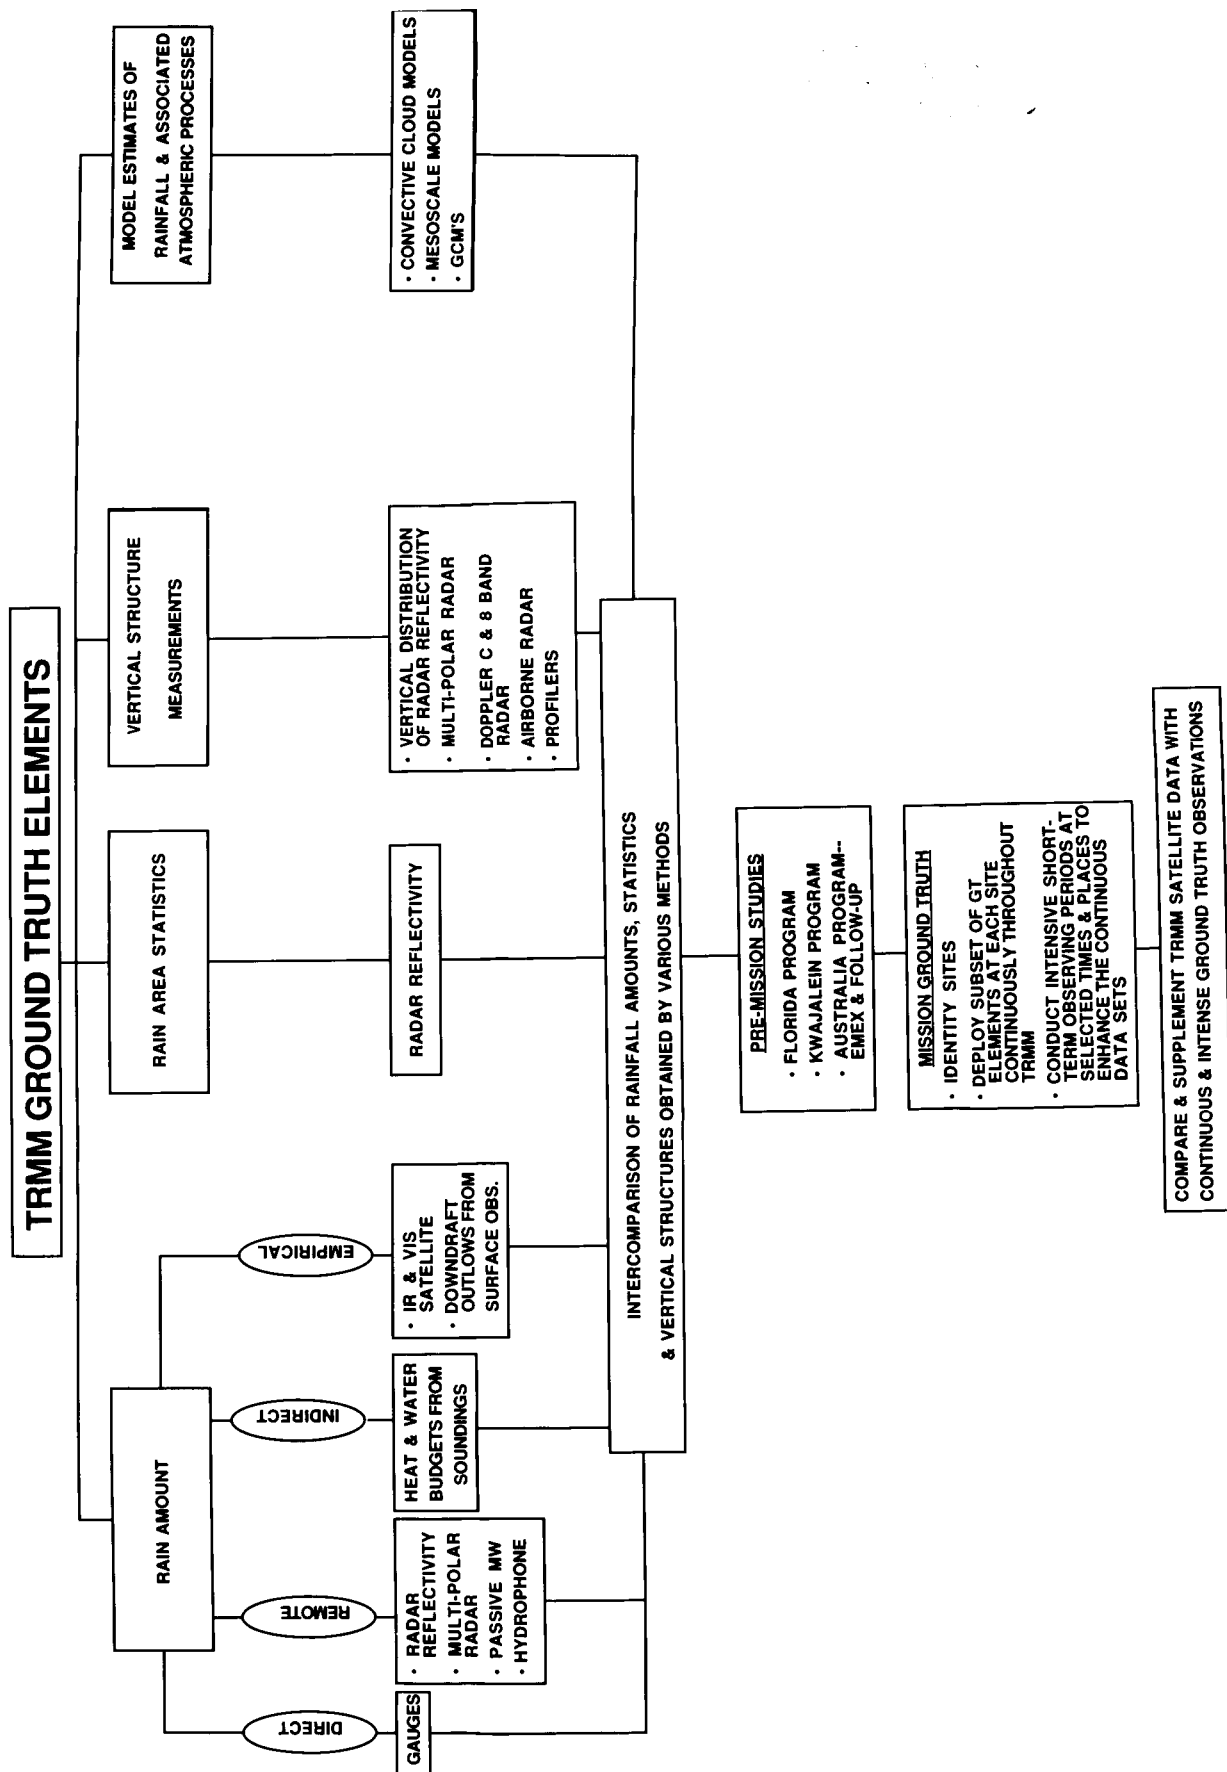 TRMM GROUND TRUTH ELEMENTS
RAIN AMOUNT
RAIN AREA STATISTICS
VERTICAL STRUCTURE
MEASUREMENTS
MODEL ESTIMATES OF
RAINFALL & ASSOCIATED
ATMOSPHERIC PROCESSES
DIRECT
REMOTE
INDIRECT
EMPIRICAL
GAUGES
· RADAR
REFLECTIVITY
· MULTI-POLAR
RADAR
· PASSIVE MW
· HYDROPHONE
HEAT & WATER
BUDGETS FROM
SOUNDINGS
· IR & VIS
SATELLITE
· DOWNDRAFT
OUTLOWS FROM
SURFACE OBS.
RADAR REFLECTIVITY
· VERTICAL DISTRIBUTION
OF RADAR REFLECTIVITY
· MULTI-POLAR RADAR
· DOPPLER C & 8 BAND
RADAR
· AIRBORNE RADAR
· PROFILERS
· CONVECTIVE CLOUD MODELS
· MESOSCALE MODELS
· GCM'S
INTERCOMPARISON OF RAINFALL AMOUNTS, STATISTICS
& VERTICAL STRUCTURES OBTAINED BY VARIOUS METHODS
PRE-MISSION STUDIES
· FLORIDA PROGRAM
· KWAJALEIN PROGRAM
· AUSTRALIA PROGRAM--
EMEX & FOLLOW-UP
MISSION GROUND TRUTH
· IDENTITY SITES
· DEPLOY SUBSET OF GT
ELEMENTS AT EACH SITE
CONTINUOUSLY THROUGHOUT
TRMM
· CONDUCT INTENSIVE SHORT-
TERM OBSERVING PERIODS AT
SELECTED TIMES & PLACES TO
ENHANCE THE CONTINUOUS
DATA SETS
COMPARE & SUPPLEMENT TRMM SATELLITE DATA WITH
CONTINUOUS & INTENSE GROUND TRUTH OBSERVATIONS